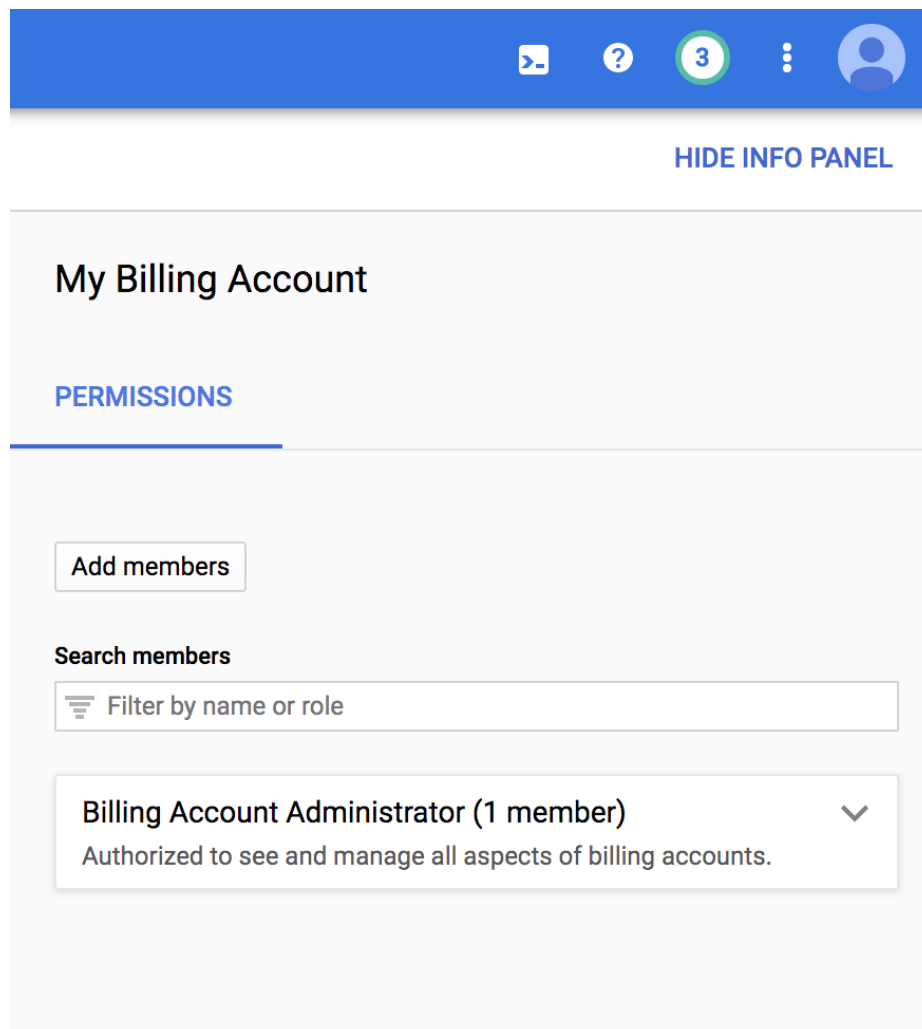 3
HIDE INFO PANEL
My Billing Account
PERMISSIONS
Add members
Search members
Filter by name or role
Billing Account Administrator (1 member)
Authorized to see and manage all aspects of billing accounts.